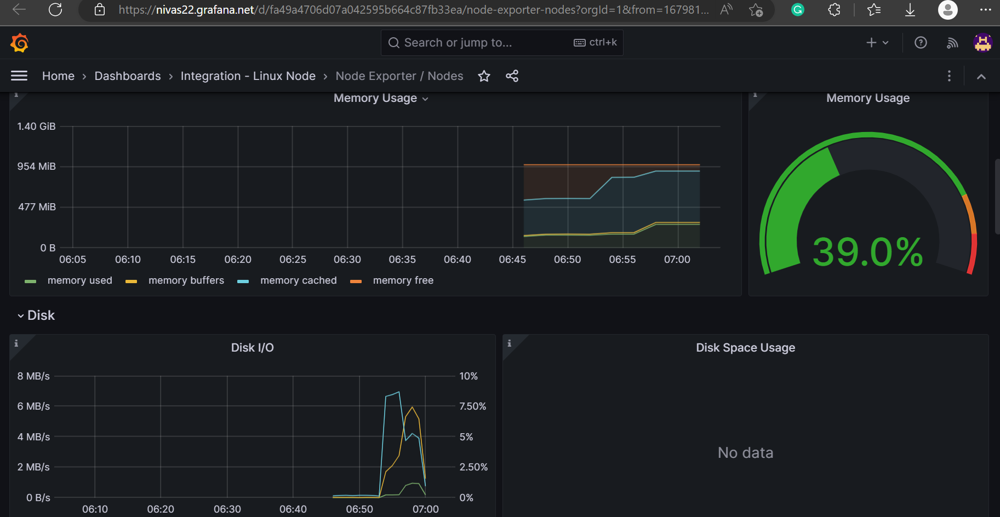 https://nivas22.grafana.net/d/fa49a4706d07a042595b664c87fb33ea/node-exporter-nodes?orgId=1&from=167981...
Search or jump to... ctrl+k
Home › Dashboards › Integration - Linux Node › Node Exporter / Nodes
Memory Usage
1.40 GiB
954 MiB
477 MiB
0 B
06:05 06:10 06:15 06:20 06:25 06:30 06:35 06:40 06:45 06:50 06:55 07:00
memory used memory buffers memory cached memory free
Memory Usage
39.0%
Disk
Disk I/O
8 MB/s 10%
6 MB/s 7.50%
4 MB/s 5%
2 MB/s 2.50%
0 B/s 0%
06:10 06:20 06:30 06:40 06:50 07:00
Disk Space Usage
No data